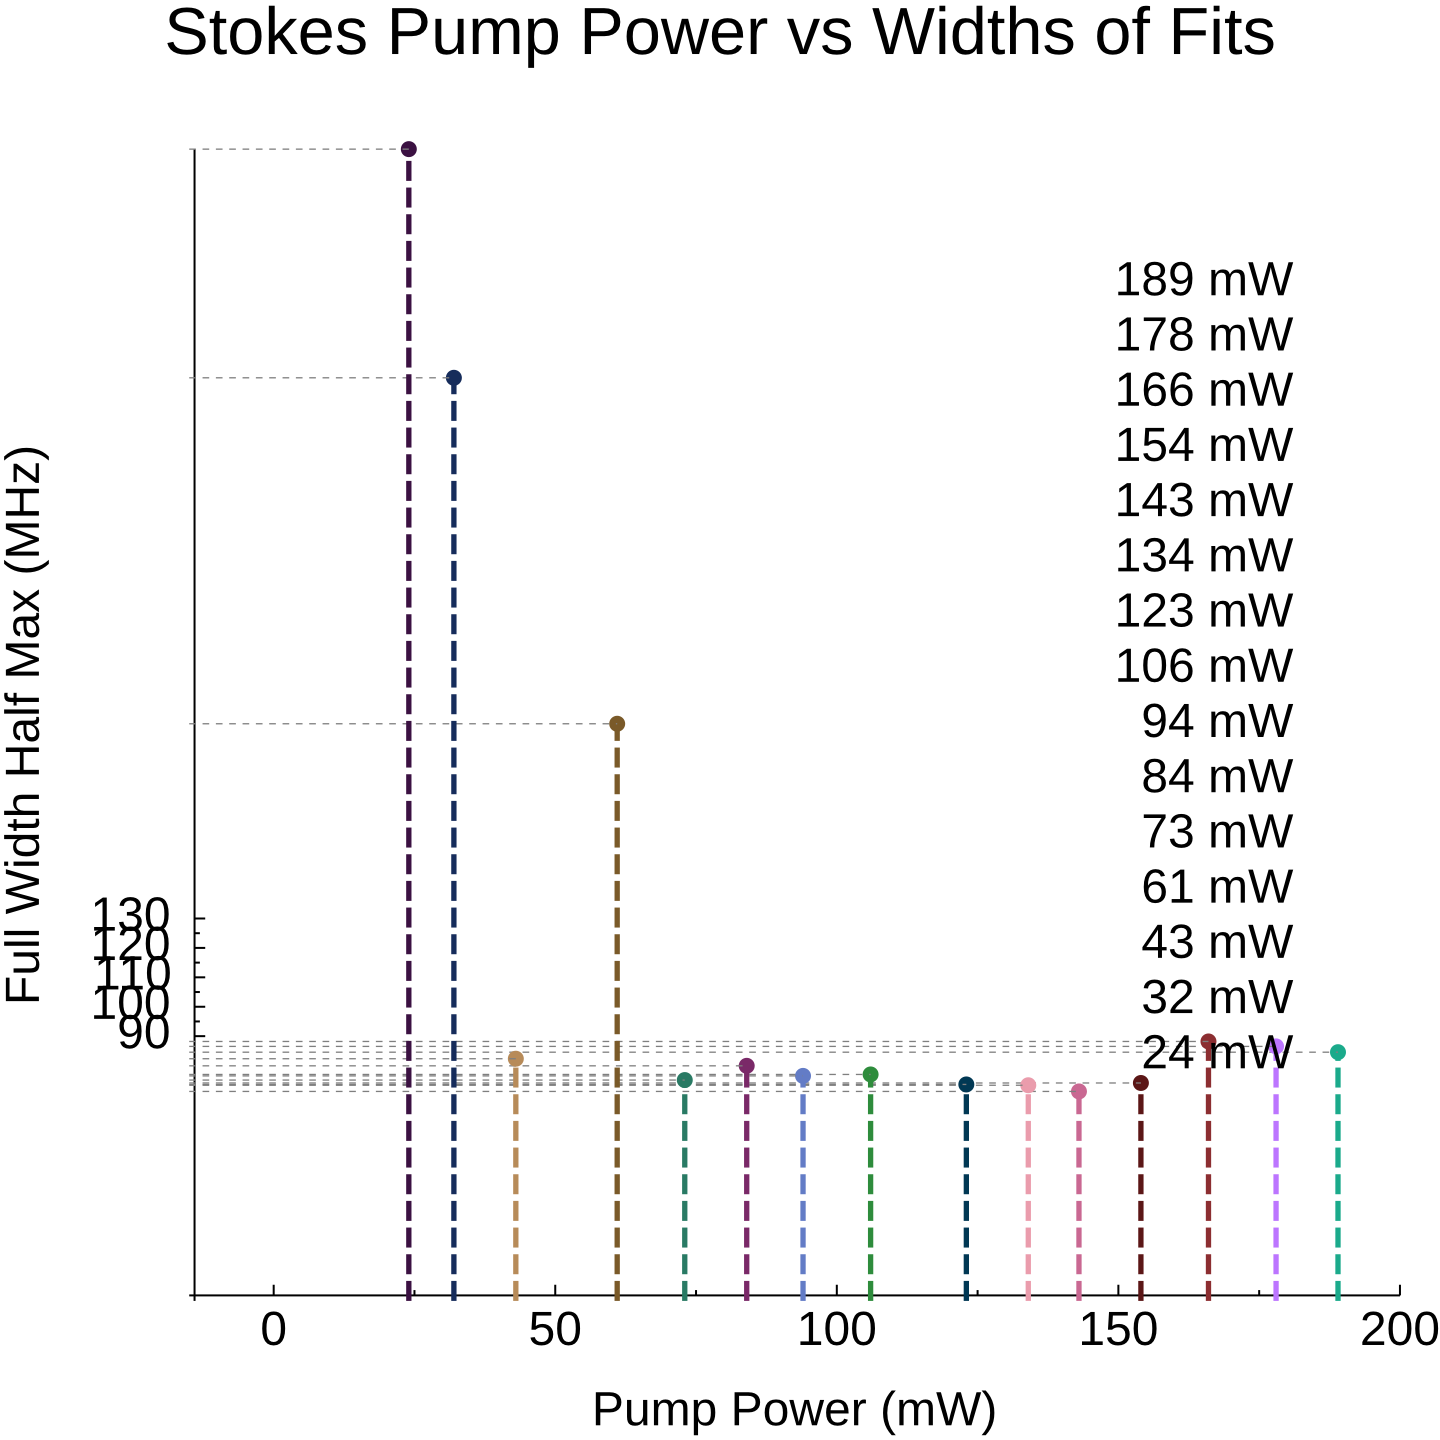 Stokes Pump Power vs Widths of Fits
189 mW
178 mW
166 mW
154 mW
143 mW
134 mW
123 mW
106 mW
94 mW
84 mW
73 mW
61 mW
43 mW
32 mW
24 mW
Full Width Half Max (MHz)
130
120
110
100
90
0 50 100 150 200
Pump Power (mW)